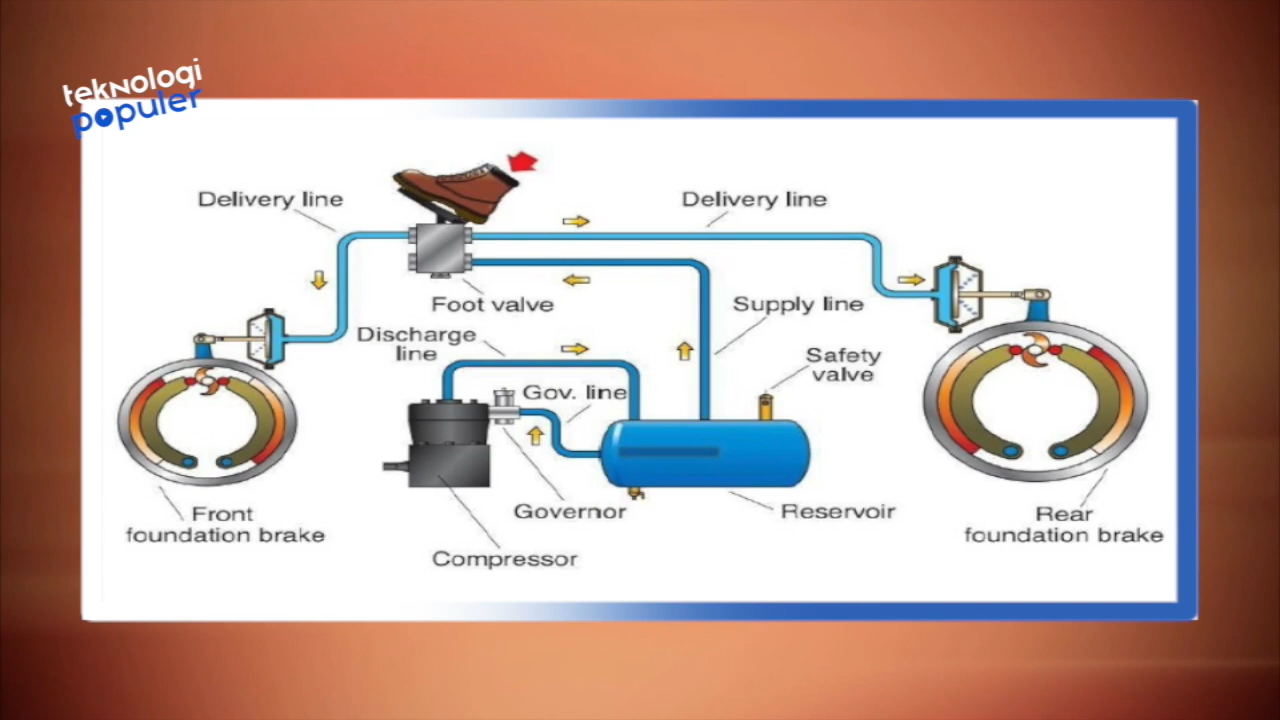 teknologi
populer
Delivery line
Delivery line
Foot valve
Supply line
Discharge
line
Safety
valve
Gov. line
Front
foundation brake
Governor
Reservoir
Rear
foundation brake
Compressor